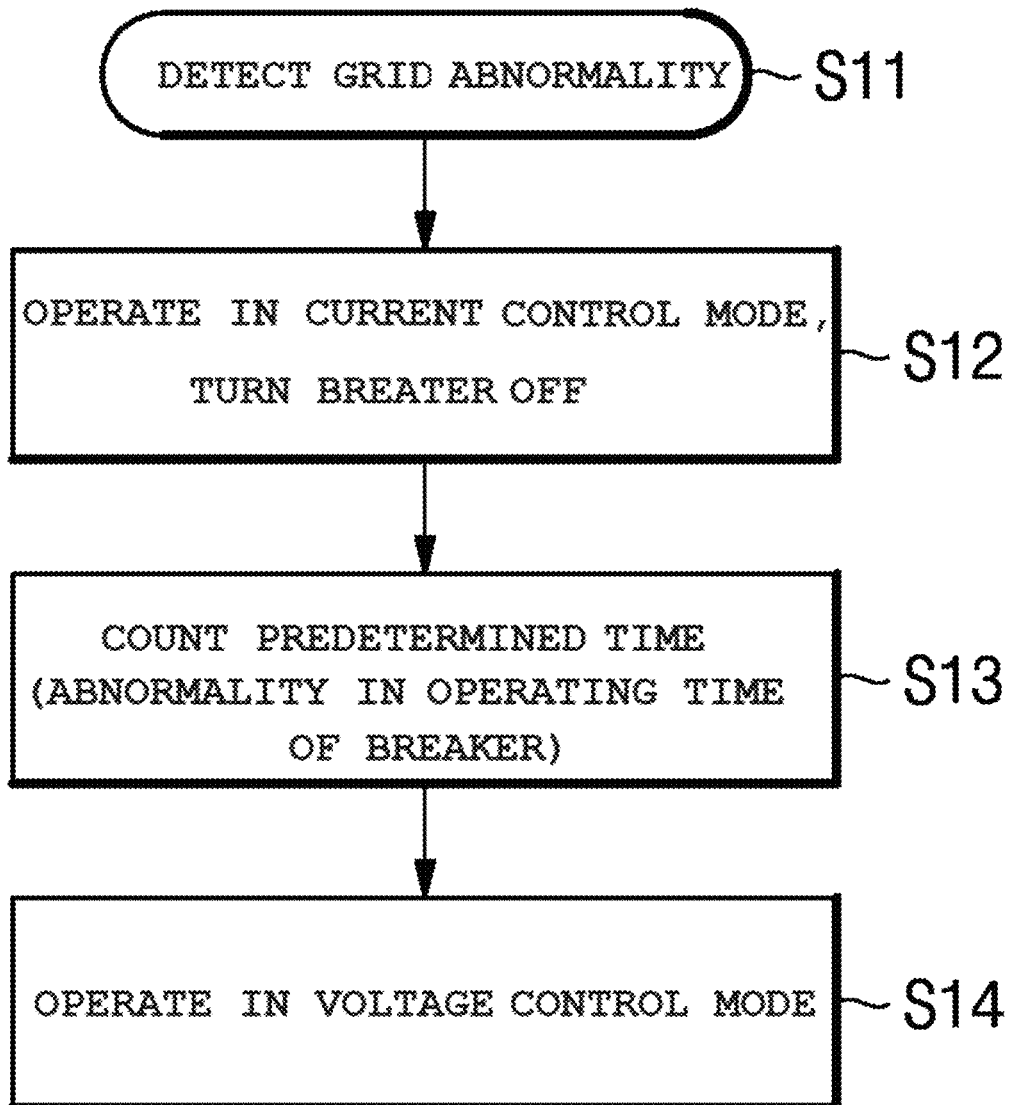 DETECT GRID ABNORMALITY
S11
OPERATE IN CURRENT CONTROL MODE,
TURN BREATER OFF
S12
COUNT PREDETERMINED TIME
(ABNORMALITY IN OPERATING TIME
OF BREAKER)
S13
OPERATE IN VOLTAGE CONTROL MODE
S14